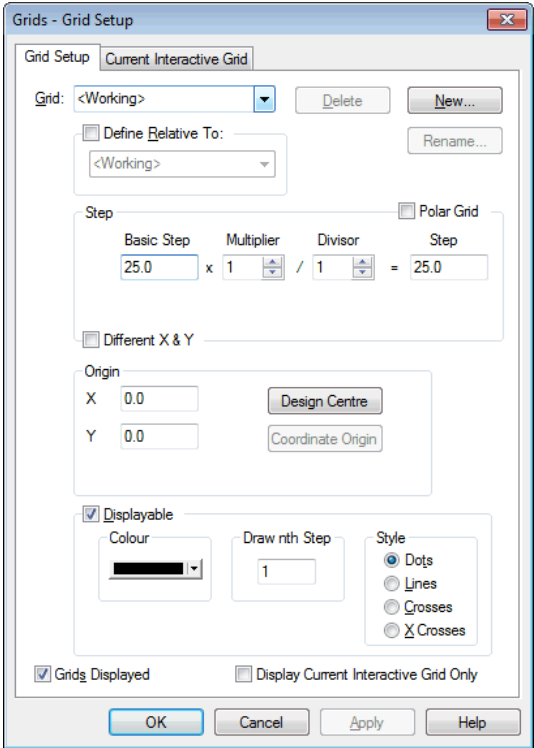 Grids - Grid Setup
Grid Setup Current Interactive Grid
Grid: <Working> Delete New...
Define Relative To: Rename...
<Working>
Step Polar Grid
Basic Step Multiplier Divisor Step
25.0 x 1 / 1 = 25.0
Different X & Y
Origin
X 0.0 Design Centre
Y 0.0 Coordinate Origin
Displayable
Colour Draw nth Step Style
1 Dots
Lines
Crosses
X Crosses
Grids Displayed Display Current Interactive Grid Only
OK Cancel Apply Help